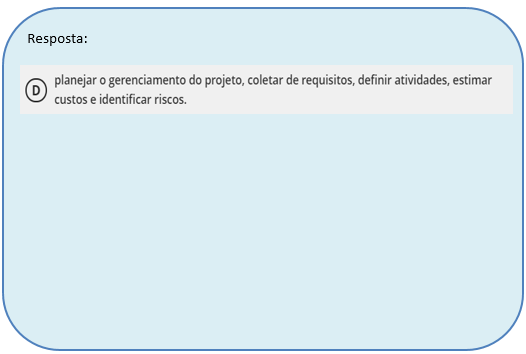 Resposta:
D planejar o gerenciamento do projeto, coletar de requisitos, definir atividades, estimar
custos e identificar riscos.